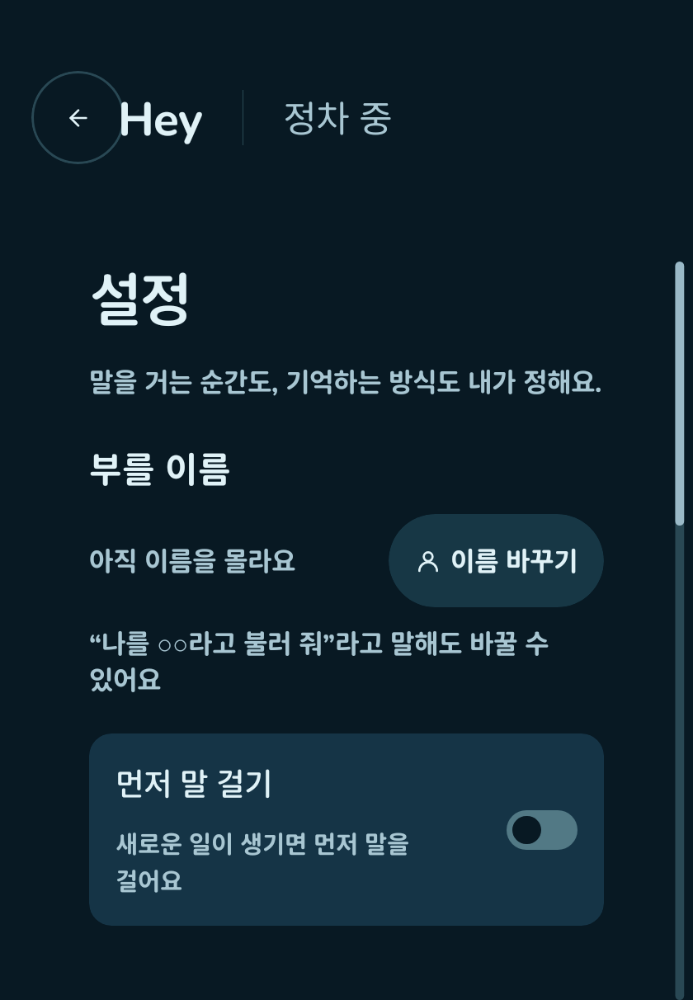 Hey
정차 중
설정
말을 거는 순간도, 기억하는 방식도 내가 정해요.
부를 이름
아직 이름을 몰라요
이름 바꾸기
“나를 ○○라고 불러 줘”라고 말해도 바꿀 수
있어요
먼저 말 걸기
새로운 일이 생기면 먼저 말을
걸어요